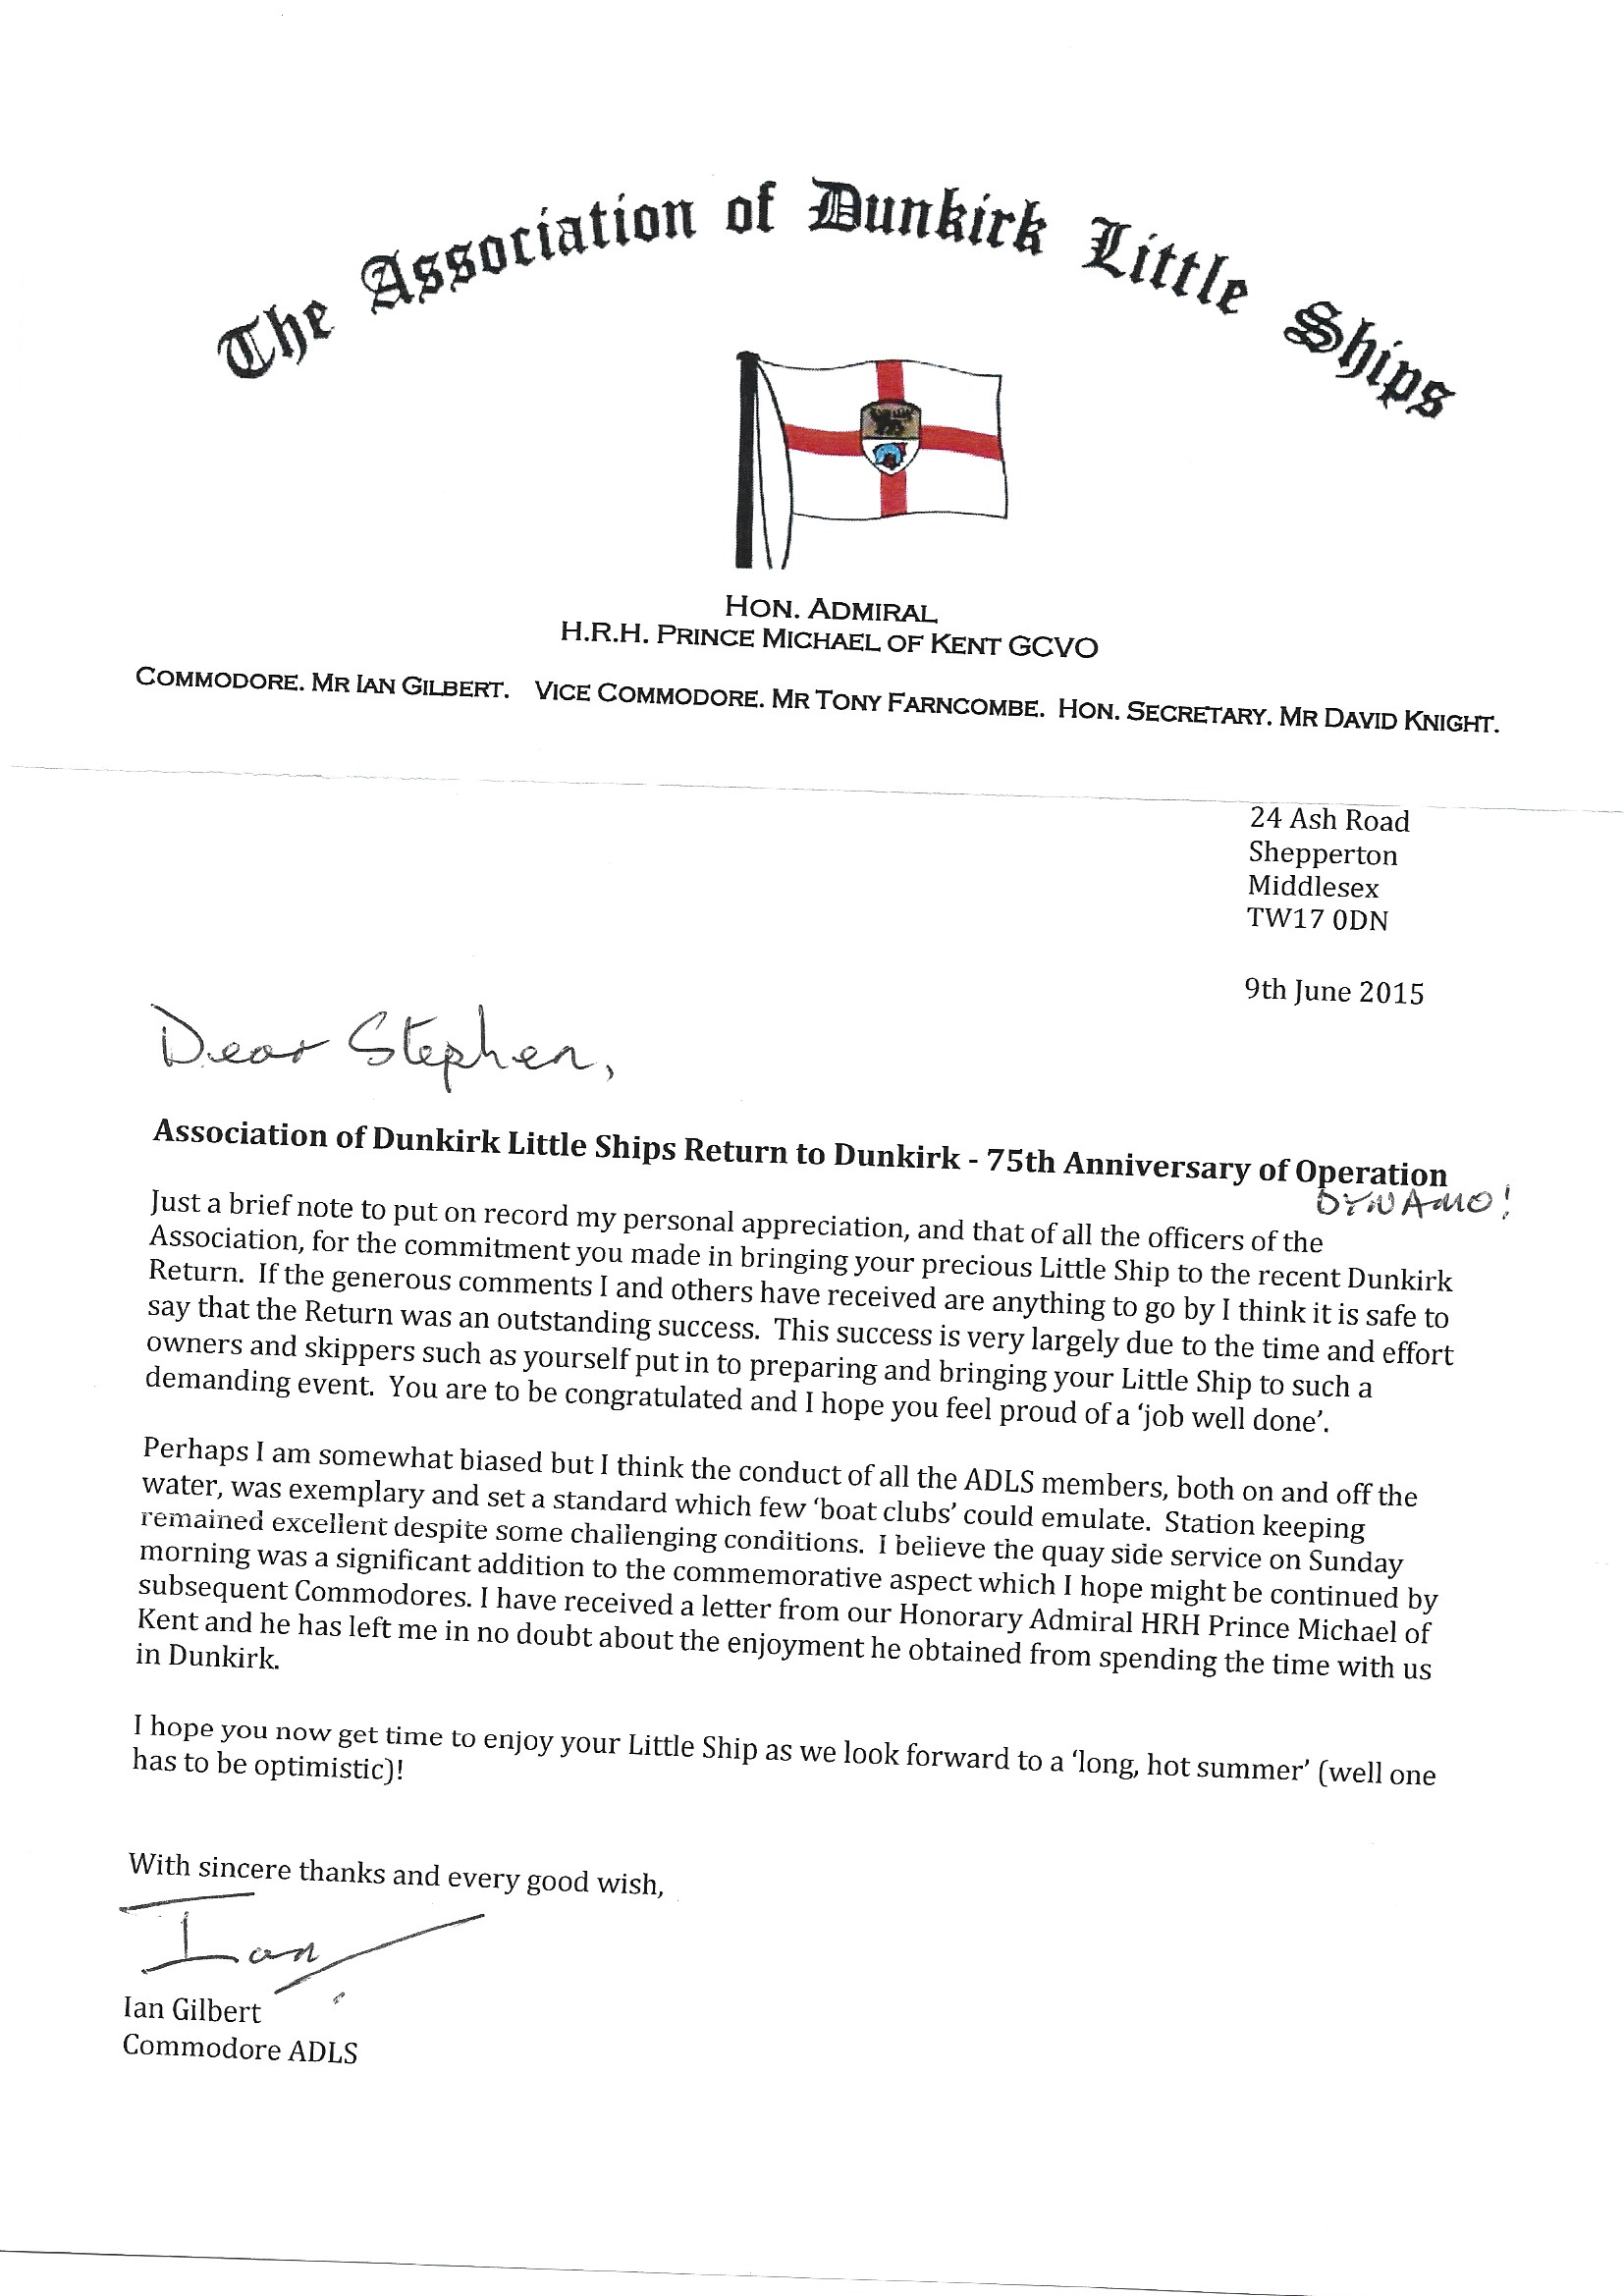 The Association of Dunkirk Little Ships
HON. ADMIRAL
H.R.H. PRINCE MICHAEL OF KENT GCVO
COMMODORE. MR IAN GILBERT. VICE COMMODORE. MR TONY FARNCOMBE. HON. SECRETARY. MR DAVID KNIGHT.
24 Ash Road
Shepperton
Middlesex
TW17 0DN
9th June 2015
Dear Stephen,
Association of Dunkirk Little Ships Return to Dunkirk - 75th Anniversary of Operation
DYNAMO!
Just a brief note to put on record my personal appreciation, and that of all the officers of the
Association, for the commitment you made in bringing your precious Little Ship to the recent Dunkirk
Return. If the generous comments I and others have received are anything to go by I think it is safe to
say that the Return was an outstanding success. This success is very largely due to the time and effort
owners and skippers such as yourself put in to preparing and bringing your Little Ship to such a
demanding event. You are to be congratulated and I hope you feel proud of a ‘job well done’.
Perhaps I am somewhat biased but I think the conduct of all the ADLS members, both on and off the
water, was exemplary and set a standard which few ‘boat clubs’ could emulate. Station keeping
remained excellent despite some challenging conditions. I believe the quay side service on Sunday
morning was a significant addition to the commemorative aspect which I hope might be continued by
subsequent Commodores. I have received a letter from our Honorary Admiral HRH Prince Michael of
Kent and he has left me in no doubt about the enjoyment he obtained from spending the time with us
in Dunkirk.
I hope you now get time to enjoy your Little Ship as we look forward to a ‘long, hot summer’ (well one
has to be optimistic)!
With sincere thanks and every good wish,
Ian
Ian Gilbert
Commodore ADLS